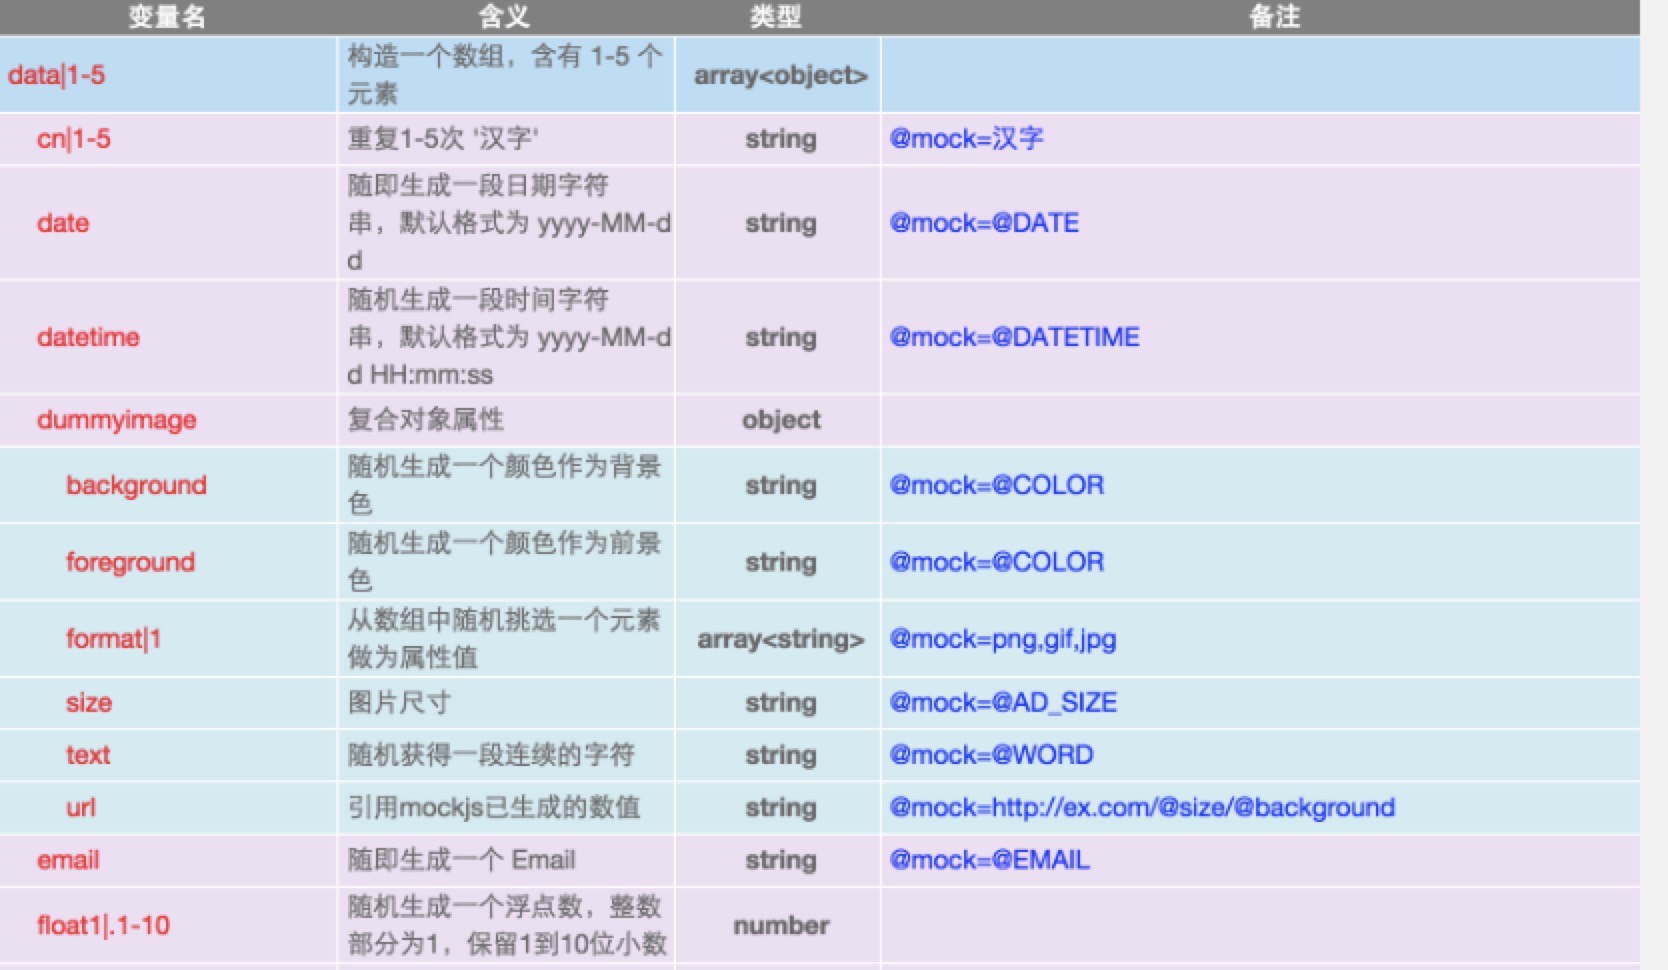 变量名 含义 类型 备注
data|1-5 构造一个数组，含有 1-5 个
元素 array<object>
cn|1-5 重复1-5次 '汉字' string @mock=汉字
date 随即生成一段日期字符
串，默认格式为 yyyy-MM-d
d string @mock=@DATE
datetime 随机生成一段时间字符
串，默认格式为 yyyy-MM-d
d HH:mm:ss string @mock=@DATETIME
dummyimage 复合对象属性 object
background 随机生成一个颜色作为背景
色 string @mock=@COLOR
foreground 随机生成一个颜色作为前景
色 string @mock=@COLOR
format|1 从数组中随机挑选一个元素
做为属性值 array<string> @mock=png,gif,jpg
size 图片尺寸 string @mock=@AD_SIZE
text 随机获得一段连续的字符 string @mock=@WORD
url 引用mockjs已生成的数值 string @mock=http://ex.com/@size/@background
email 随即生成一个 Email string @mock=@EMAIL
float1|.1-10 随机生成一个浮点数，整数
部分为1，保留1到10位小数 number